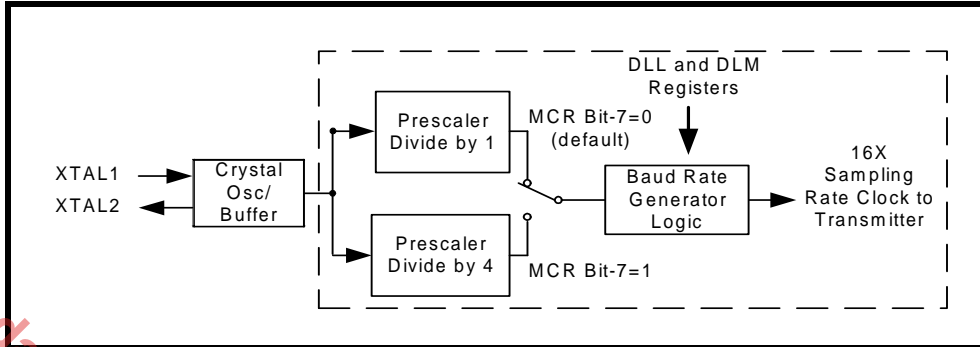 DLL and DLM
Registers
Prescaler
Divide by 1
MCR Bit-7=0
(default)
XTAL1
XTAL2
Crystal
Osc/
Buffer
Baud Rate
Generator
Logic
16X
Sampling
Rate Clock to
Transmitter
Prescaler
Divide by 4
MCR Bit-7=1